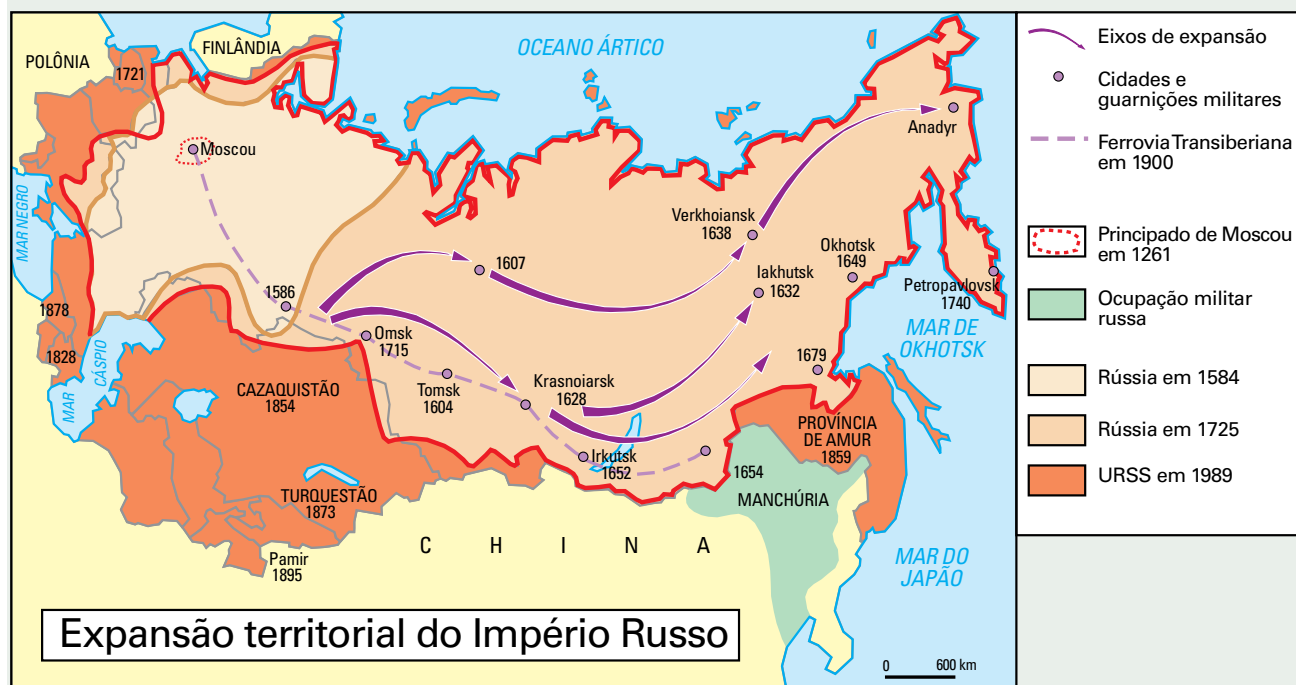 POLÔNIA
FINLÂNDIA
1721
OCEANO ÁRTICO
Moscou
Anadyr
MAR NEGRO
Verkhoiansk
1638
Okhotsk
1649
1607
Iakhutsk
1632
Petropavlovsk
1740
1586
MAR DE
OKHOTSK
1878
1828
MAR CÁSPIO
Omsk
1715
CAZAQUISTÃO
1854
Tomsk
1604
Krasnoiarsk
1628
1679
PROVÍNCIA
DE AMUR
1859
Irkutsk
1652
1654
MANCHÚRIA
TURQUESTÃO
1873
Pamir
1895
CHINA
MAR DO
JAPÃO
Expansão territorial do Império Russo
0 600 km
Eixos de expansão
Cidades e
guarnições militares
Ferrovia Transiberiana
em 1900
Principado de Moscou
em 1261
Ocupação militar
russa
Rússia em 1584
Rússia em 1725
URSS em 1989